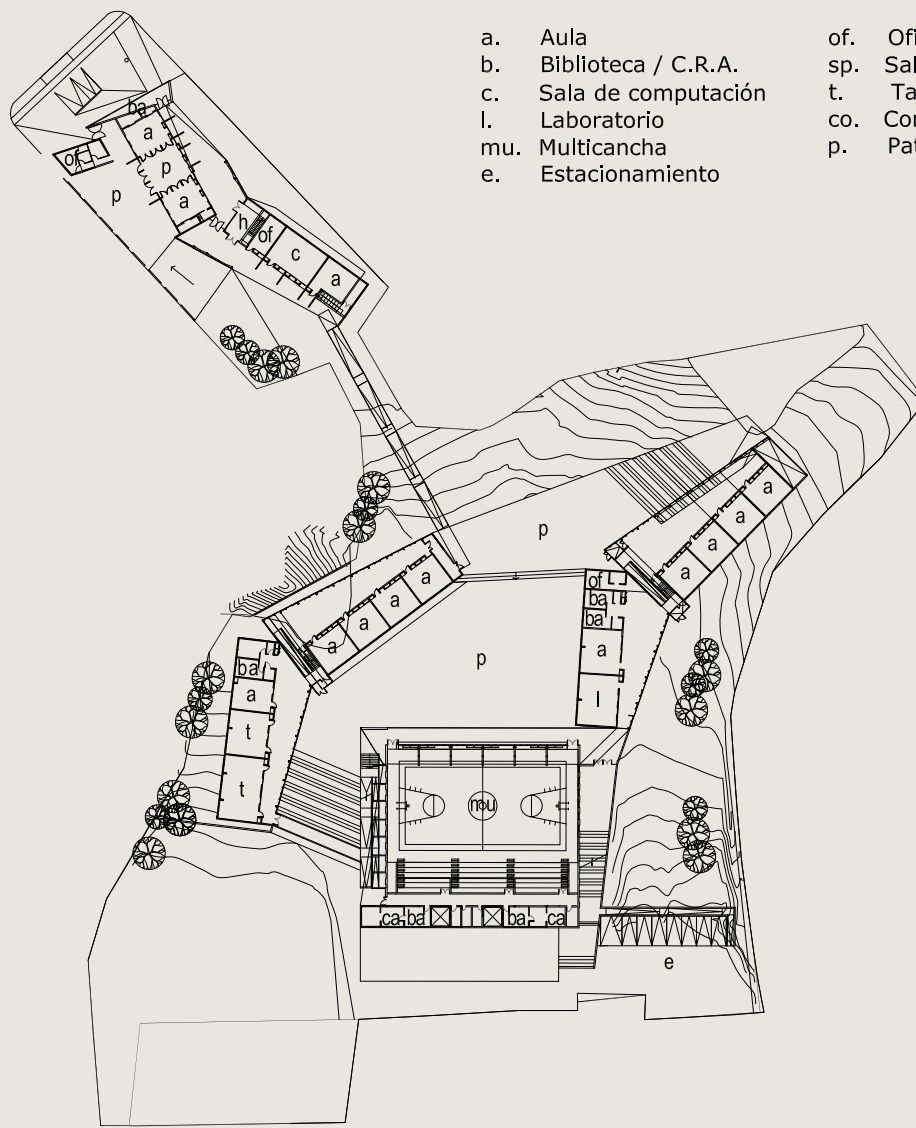 a. Aula
b. Biblioteca / C.R.A.
c. Sala de computación
l. Laboratorio
mu. Multicancha
e. Estacionamiento
of.
sp.
t.
co.
p.
ba
a
of
p
p
a
h
of
c
a
p
a
a
a
a
of
ba
ba
a
a
a
a
a
p
l
ba
a
t
t
mu
ca
ba
ba
ca
e